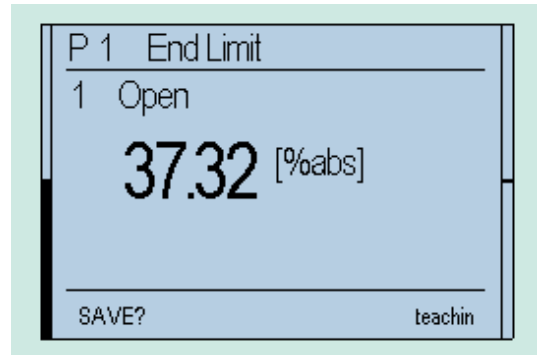 P 1 End Limit
1 Open
37.32 [%abs]
SAVE? teachin